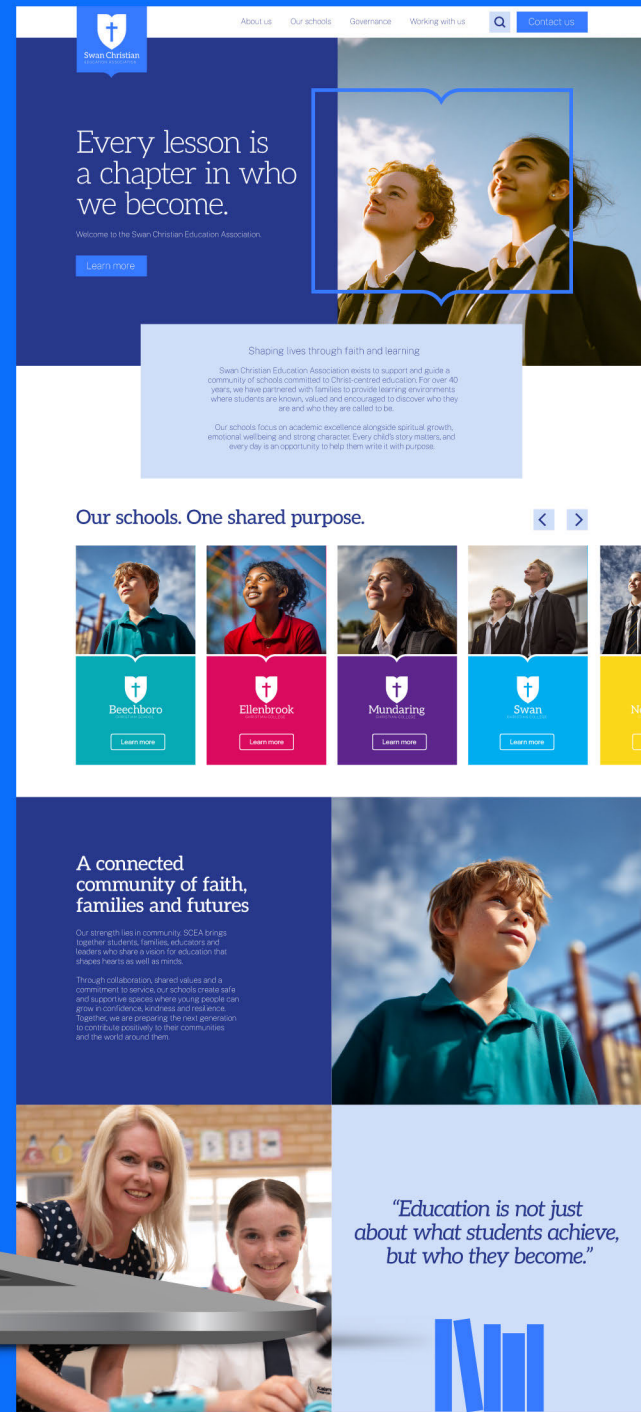 About us
Our schools
Governance
Working with us
Contact us
Swan Christian
EDUCATION ASSOCIATION
Every lesson is
a chapter in who
we become.
Welcome to the Swan Christian Education Association.
Learn more
Shaping lives through faith and learning
Swan Christian Education Association exists to support and guide a
community of schools committed to Christ-centred education. For over 40
years, we have partnered with families to provide learning environments
where students are known, valued and encouraged to discover who they
are and who they are called to be.
Our schools focus on academic excellence alongside spiritual growth,
emotional wellbeing and strong character. Every child's story matters, and
every day is an opportunity to help them write it with purpose.
Our schools. One shared purpose.
Beechboro
CHRISTIAN SCHOOL
Learn more
Ellenbrook
CHRISTIAN COLLEGE
Learn more
Mundaring
CHRISTIAN COLLEGE
Learn more
Swan
CHRISTIAN COLLEGE
Learn more
A connected
community of faith,
families and futures
Our strength lies in community. SCEA brings
together students, families, educators and
leaders who share a vision for education that
shapes hearts as well as minds.
Through collaboration, shared values and a
commitment to service, our schools create safe
and supportive spaces where young people can
grow in confidence, kindness and resilience.
Together, we are preparing the next generation
to contribute positively to their communities
and the world around them.
“Education is not just
about what students achieve,
but who they become.”